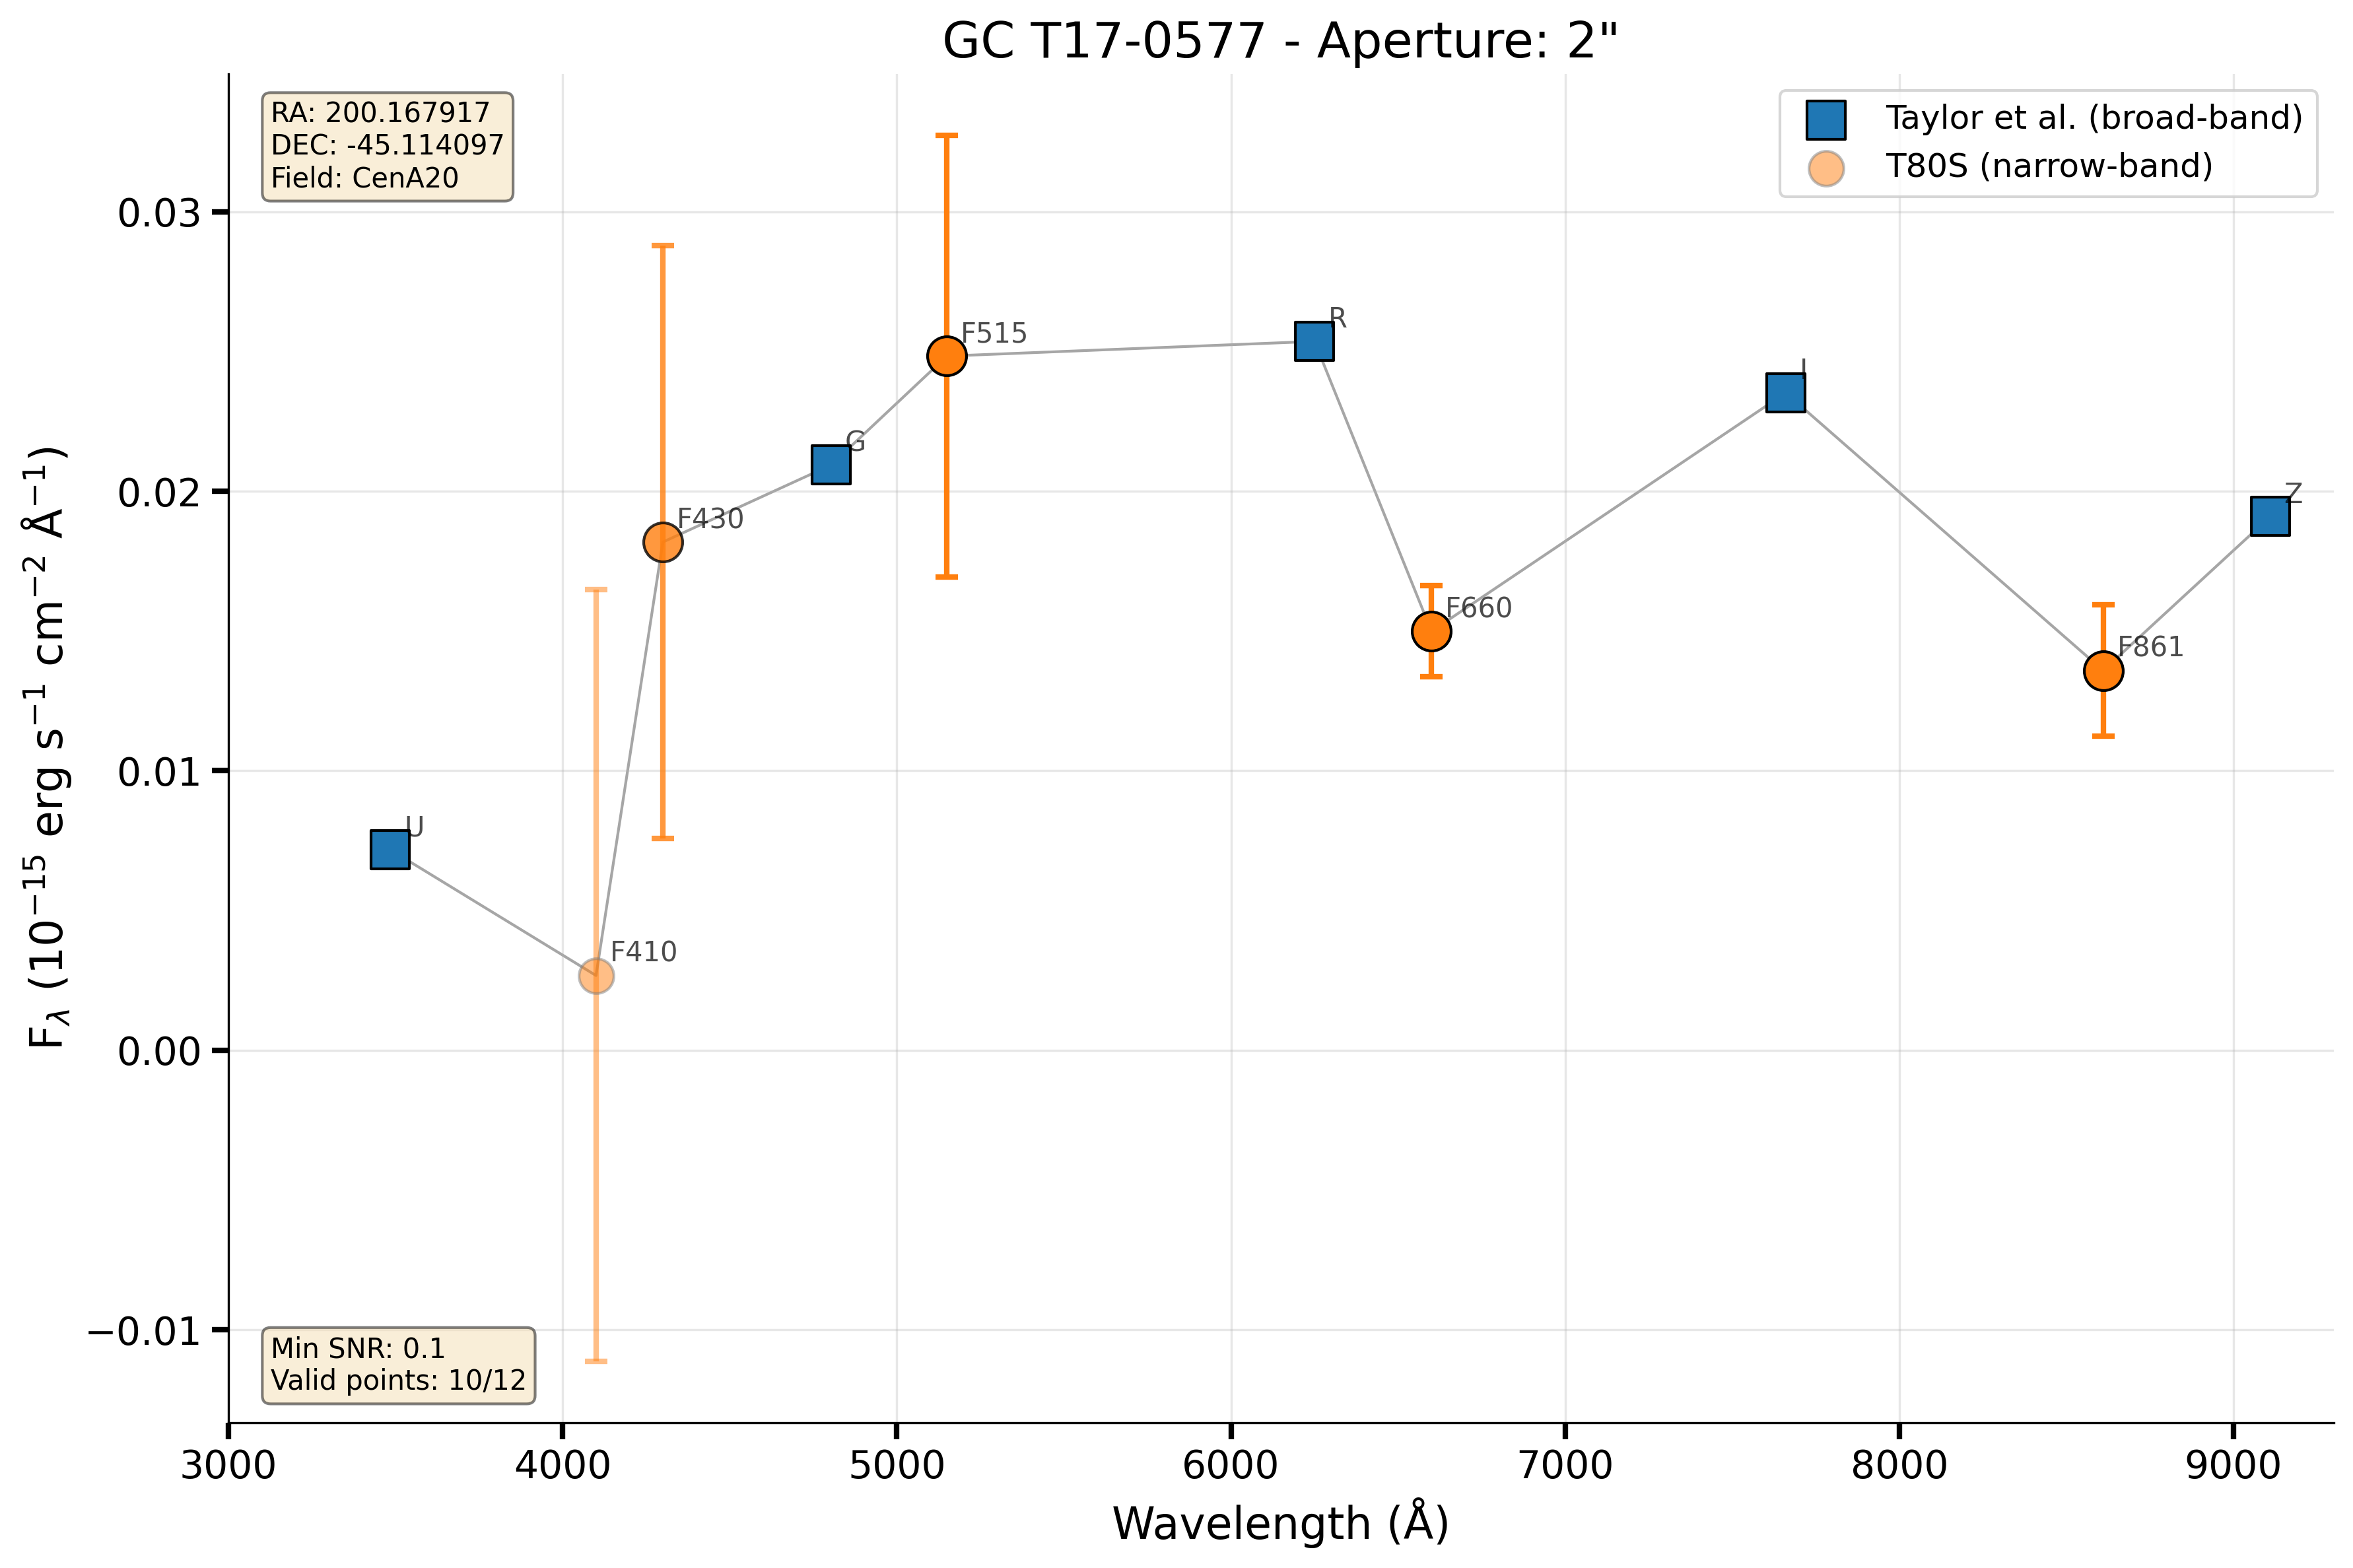 GC T17-0577 - Aperture: 2"
RA: 200.167917
DEC: -45.114097
Field: CenA20
Taylor et al. (broad-band)
T80S (narrow-band)
F_λ (10⁻¹⁵ erg s⁻¹ cm⁻² Å⁻¹)
0.03
0.02
0.01
0.00
−0.01
U
F410
F430
G
F515
R
F660
I
F861
Z
Min SNR: 0.1
Valid points: 10/12
3000 4000 5000 6000 7000 8000 9000
Wavelength (Å)